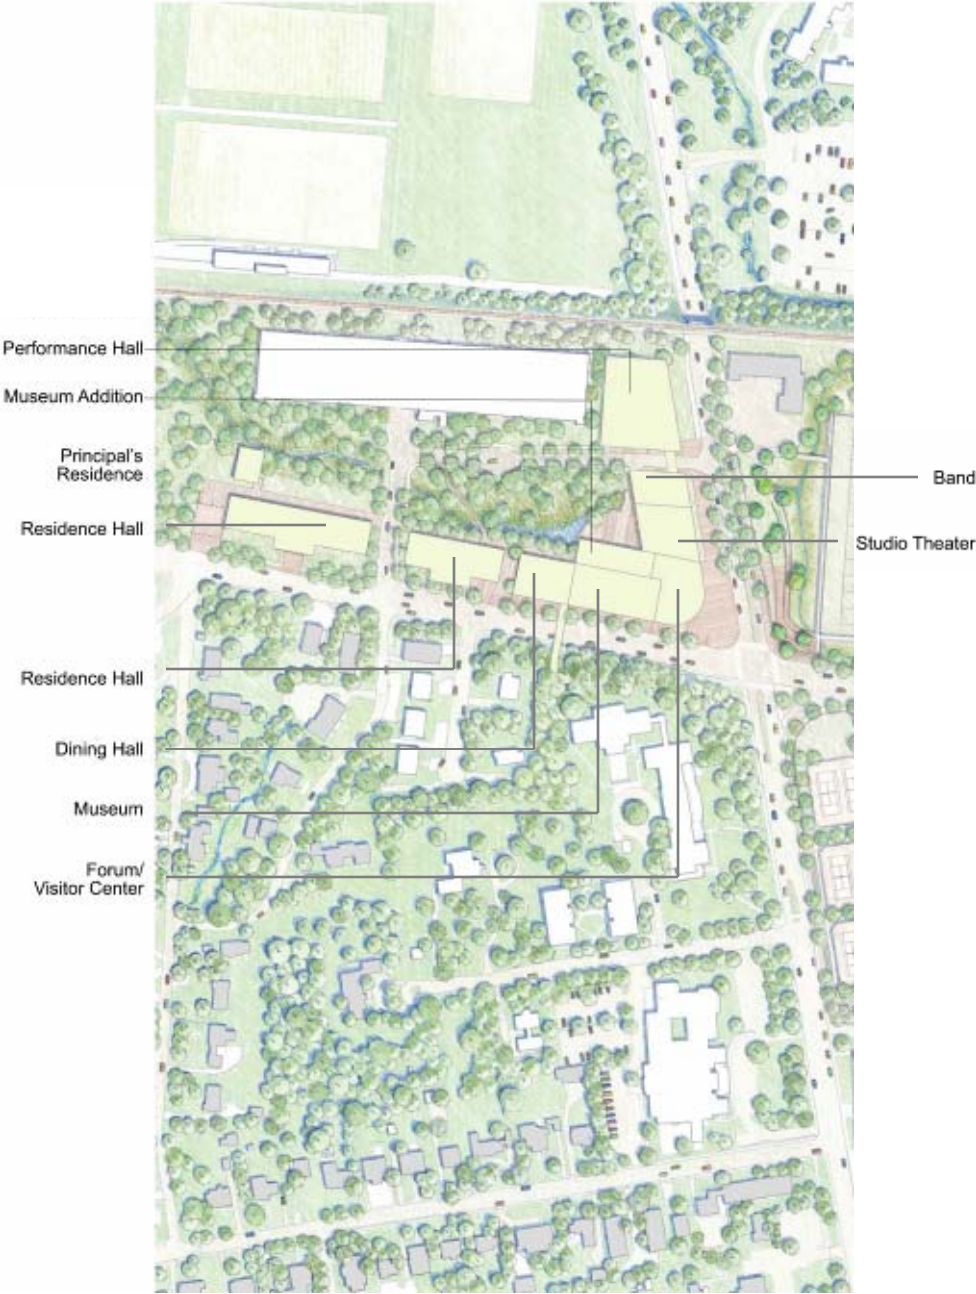 Performance Hall
Museum Addition
Principal's
Residence
Band
Residence Hall
Studio Theater
Residence Hall
Dining Hall
Museum
Forum/
Visitor Center